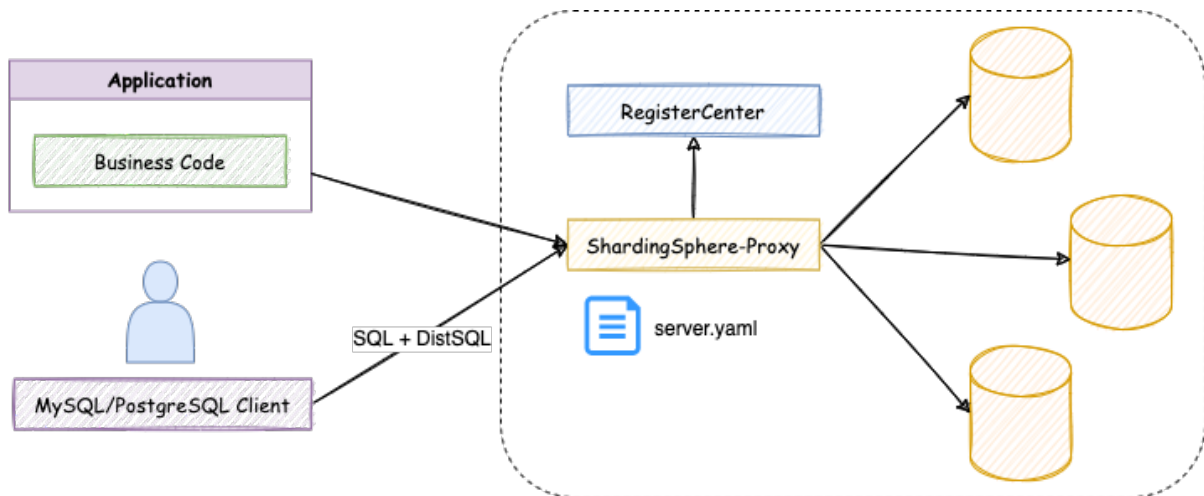 Application
Business Code
RegisterCenter
ShardingSphere-Proxy
SQL + DistSQL
server.yaml
MySQL/PostgreSQL Client